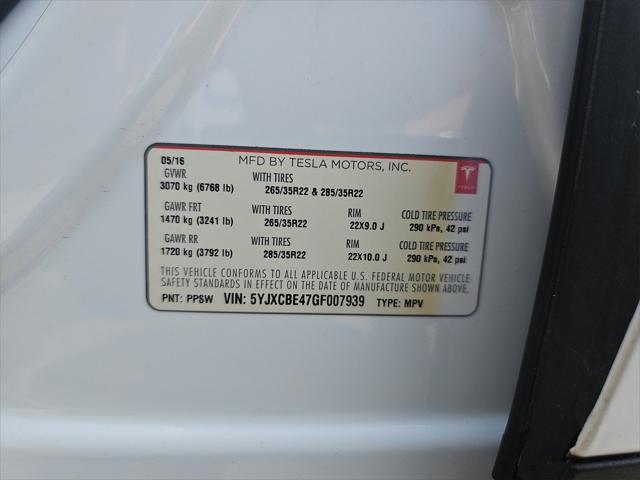 05/16 MFD BY TESLA MOTORS, INC.
GVWR WITH TIRES
3070 kg (6768 lb) 265/35R22 & 285/35R22
TESLA
GAWR FRT WITH TIRES RIM COLD TIRE PRESSURE
1470 kg (3241 lb) 265/35R22 22X9.0 J 290 kPa, 42 psi
GAWR RR WITH TIRES RIM COLD TIRE PRESSURE
1720 kg (3792 lb) 285/35R22 22X10.0 J 290 kPa, 42 psi
THIS VEHICLE CONFORMS TO ALL APPLICABLE U.S. FEDERAL MOTOR VEHICLE
SAFETY STANDARDS IN EFFECT ON THE DATE OF MANUFACTURE SHOWN ABOVE.
PNT: PPSW VIN: 5YJXCBE47GF007939 TYPE: MPV